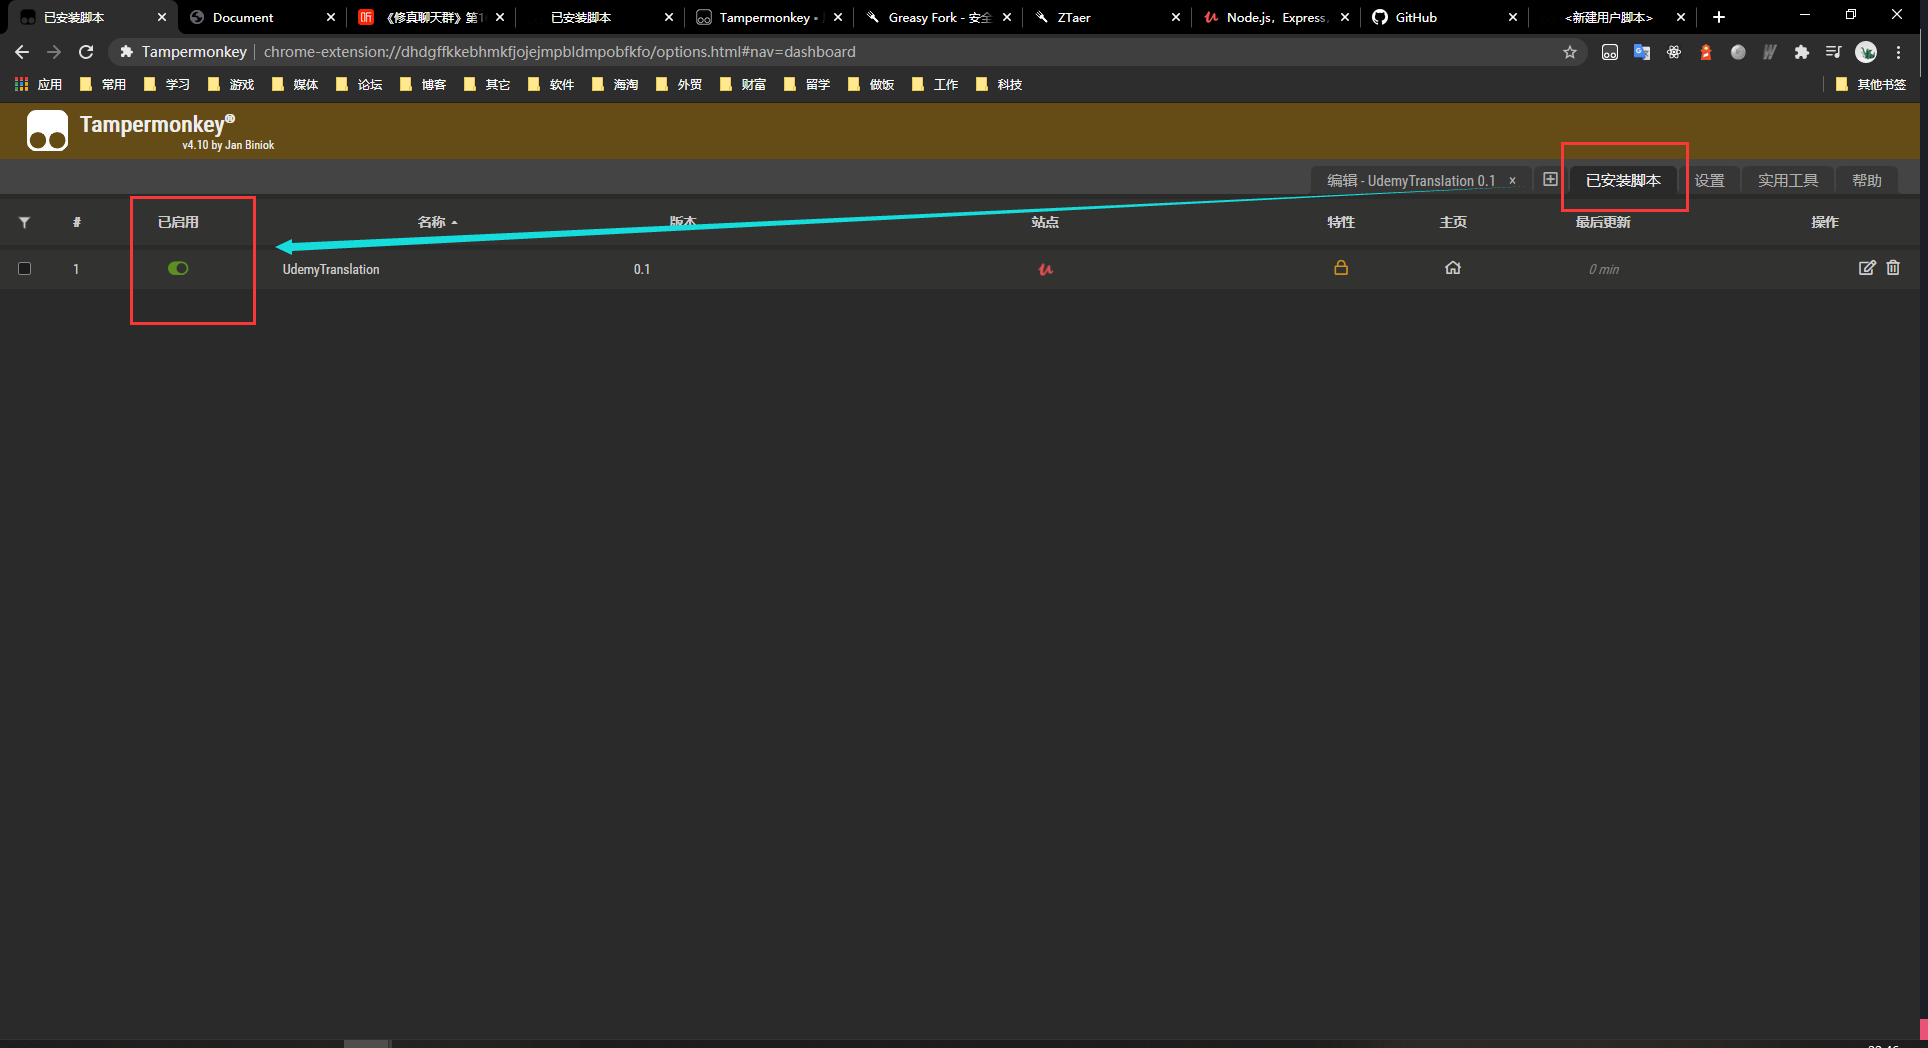 已安装脚本
Document
《修真聊天群》第1
已安装脚本
Tampermonkey •
Greasy Fork - 安全
ZTaer
Node.js, Express,
GitHub
<新建用户脚本>
Tampermonkey | chrome-extension://dhdgffkkebhmkfjojejmpbldmpobfkfo/options.html#nav=dashboard
应用 常用 学习 游戏 媒体 论坛 博客 其它 软件 海淘 外贸 财富 留学 做饭 工作 科技 其他书签
Tampermonkey®
v4.10 by Jan Biniok
编辑 - UdemyTranslation 0.1 × 已安装脚本 设置 实用工具 帮助
# 已启用 名称 版本 站点 特性 主页 最后更新 操作
1 UdemyTranslation 0.1 0 min